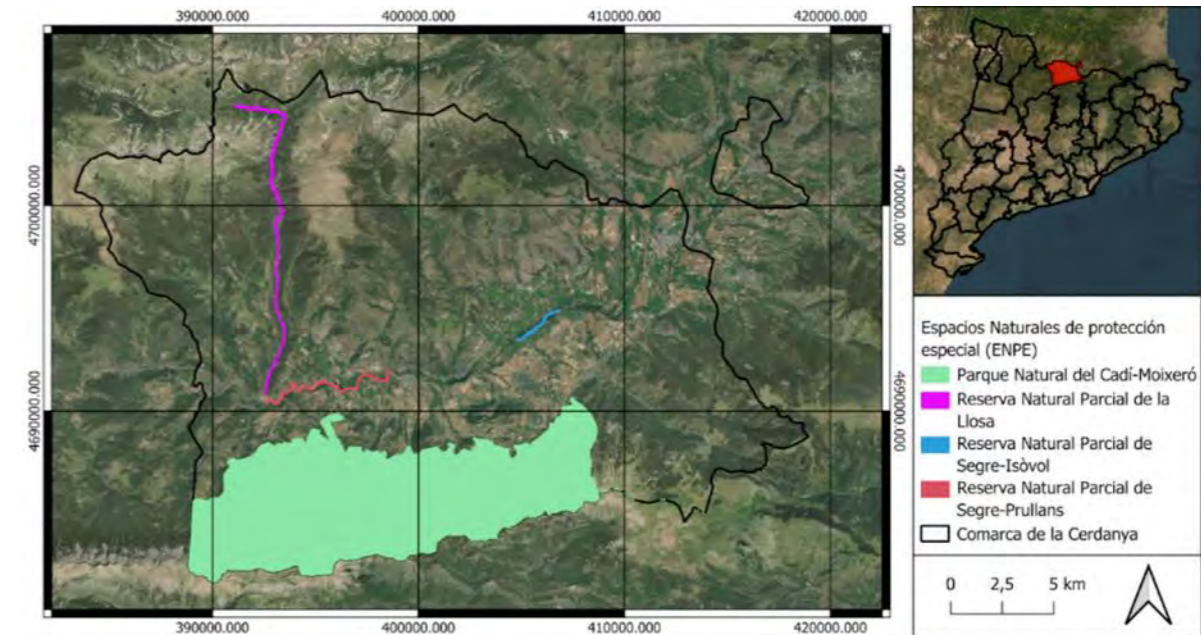 390000.000 400000.000 410000.000 420000.000
4700000.000 4700000.000
4690000.000 4690000.000
390000.000 400000.000 410000.000 420000.000
Espacios Naturales de protección
especial (ENPE)
Parque Natural del Cadí-Moixeró
Reserva Natural Parcial de la
Llosa
Reserva Natural Parcial de
Segre-Isòvol
Reserva Natural Parcial de
Segre-Prullans
Comarca de la Cerdanya
0 2,5 5 km